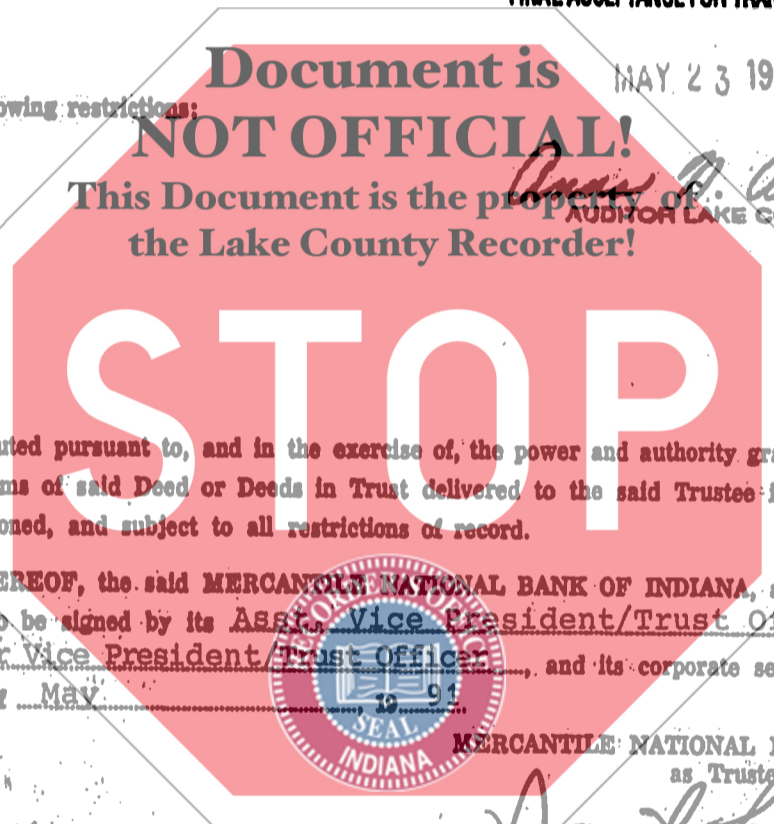 Document is
MAY 23 19
owing restrictions:
NOT OFFICIAL!
This Document is the property of
AUDITOR LAKE
the Lake County Recorder!
STOP
uted pursuant to, and in the exercise of, the power and authority gra
ms of said Deed or Deeds in Trust delivered to the said Trustee i
oned, and subject to all restrictions of record.
EREOF, the said MERCANTILE NATIONAL BANK OF INDIANA,
o be signed by its Asst. Vice President/Trust Of
r Vice President/Trust Officer, and its corporate se
May, 19 91.
SEAL
INDIANA
MERCANTILE NATIONAL
as Truste